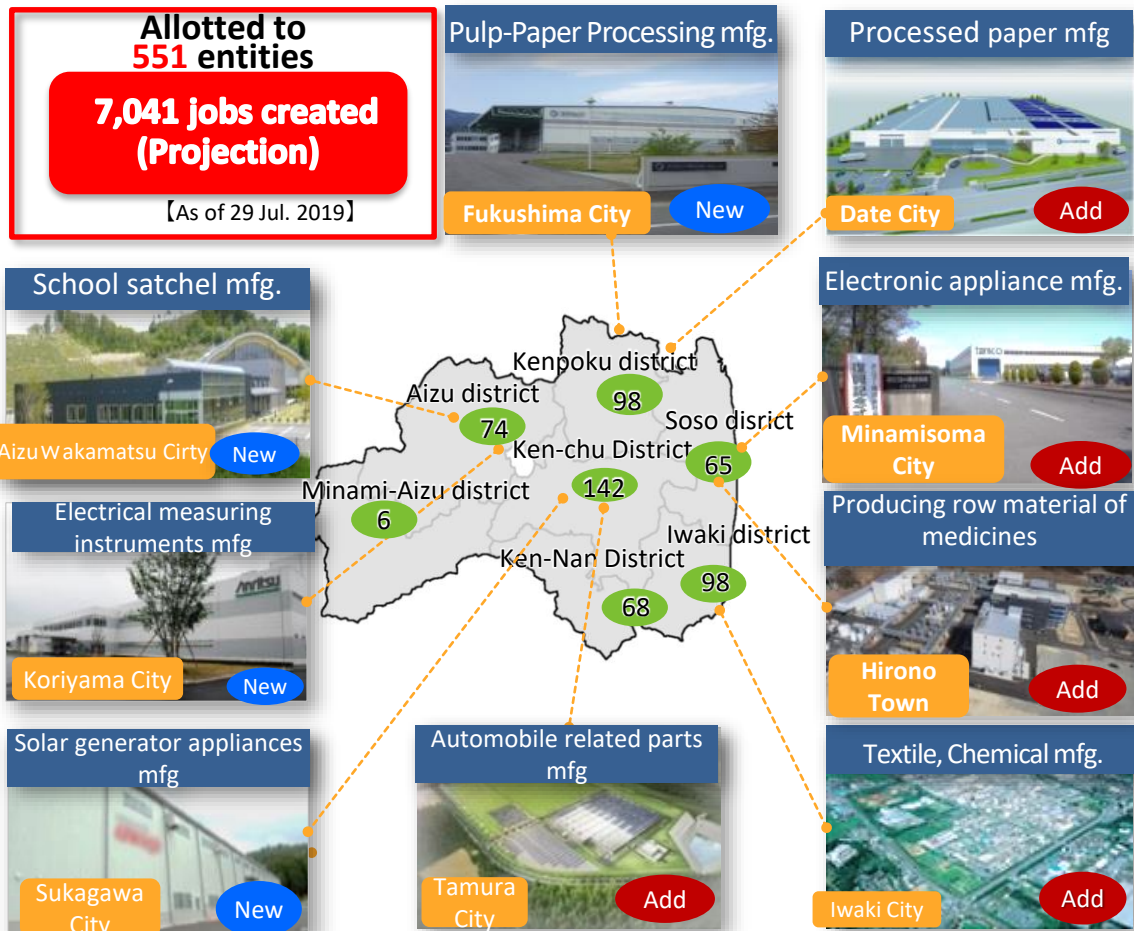 Allotted to
551 entities
7,041 jobs created
(Projection)
【As of 29 Jul. 2019】
Pulp-Paper Processing mfg.
Fukushima City
New
Processed paper mfg
Date City
Add
School satchel mfg.
Aizu Wakamatsu Cirty
New
Electronic appliance mfg.
TANIKO
Minamisoma
City
Add
Kenpoku district
98
Aizu district
74
Soso disrict
65
Ken-chu District
142
Minami-Aizu district
6
Iwaki district
98
Ken-Nan District
68
Electrical measuring
instruments mfg
Anritsu
Koriyama City
New
Producing row material of
medicines
Hirono
Town
Add
Solar generator appliances
mfg
Sukagawa
City
New
Automobile related parts
mfg
Tamura
City
Add
Textile, Chemical mfg.
Iwaki City
Add